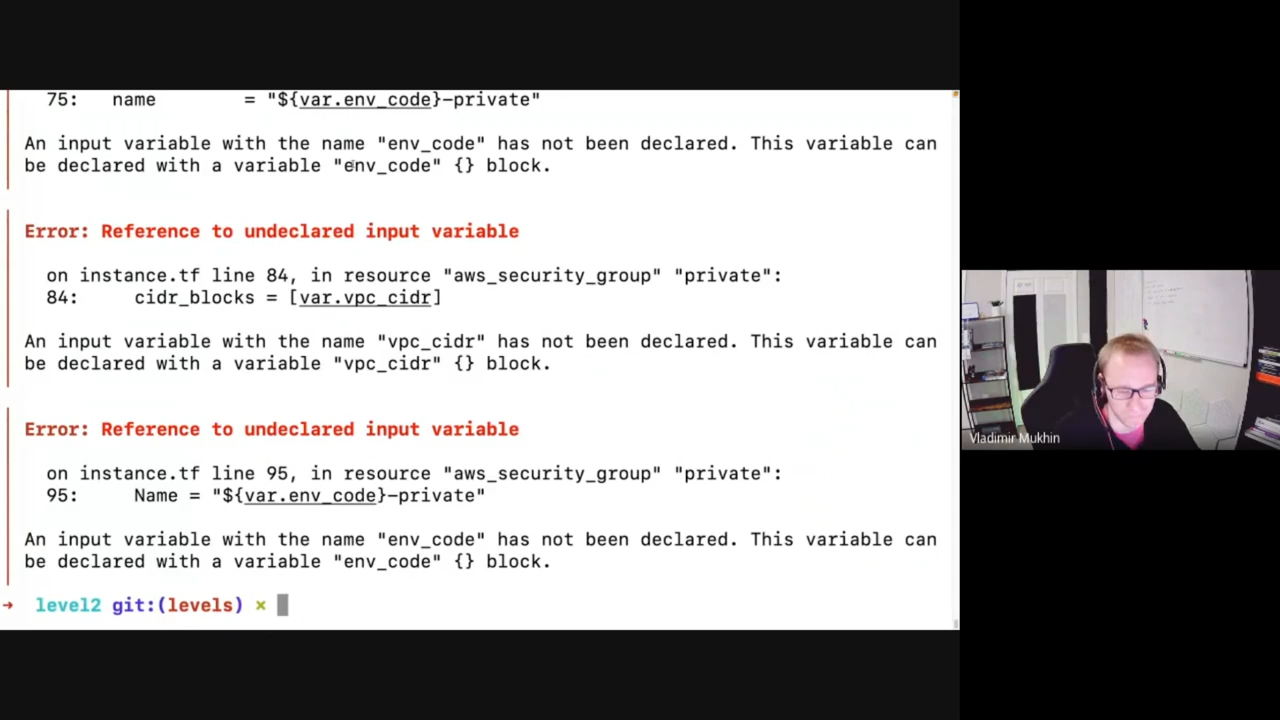 75:   name        = "${var.env_code}-private"
An input variable with the name "env_code" has not been declared. This variable can
be declared with a variable "env_code" {} block.
Error: Reference to undeclared input variable
on instance.tf line 84, in resource "aws_security_group" "private":
84:     cidr_blocks = [var.vpc_cidr]
An input variable with the name "vpc_cidr" has not been declared. This variable can
be declared with a variable "vpc_cidr" {} block.
Error: Reference to undeclared input variable
on instance.tf line 95, in resource "aws_security_group" "private":
95:     Name = "${var.env_code}-private"
An input variable with the name "env_code" has not been declared. This variable can
be declared with a variable "env_code" {} block.
→  level2 git:(levels) ×
Vladimir Mukhin